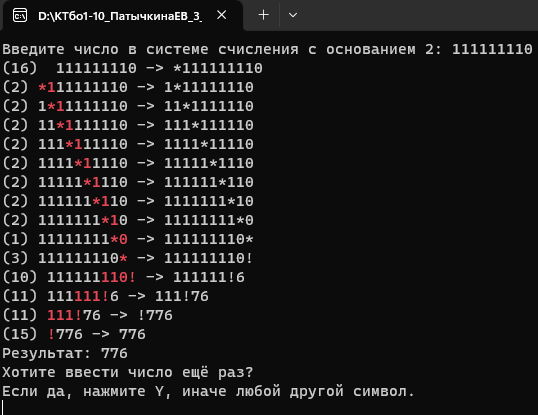 D:\КТбо1-10_ПатычкинаЕВ_3_
Введите число в системе счисления с основанием 2: 111111110
(16)  111111110 -> *111111110
(2) *111111110 -> 1*11111110
(2) 1*11111110 -> 11*1111110
(2) 11*1111110 -> 111*111110
(2) 111*111110 -> 1111*11110
(2) 1111*11110 -> 11111*1110
(2) 11111*1110 -> 111111*110
(2) 111111*110 -> 1111111*10
(2) 1111111*10 -> 11111111*0
(1) 11111111*0 -> 111111110*
(3) 111111110* -> 111111110!
(10) 111111110! -> 111111!6
(11) 111111!6 -> 111!76
(11) 111!76 -> !776
(15) !776 -> 776
Результат: 776
Хотите ввести число ещё раз?
Если да, нажмите Y, иначе любой другой символ.